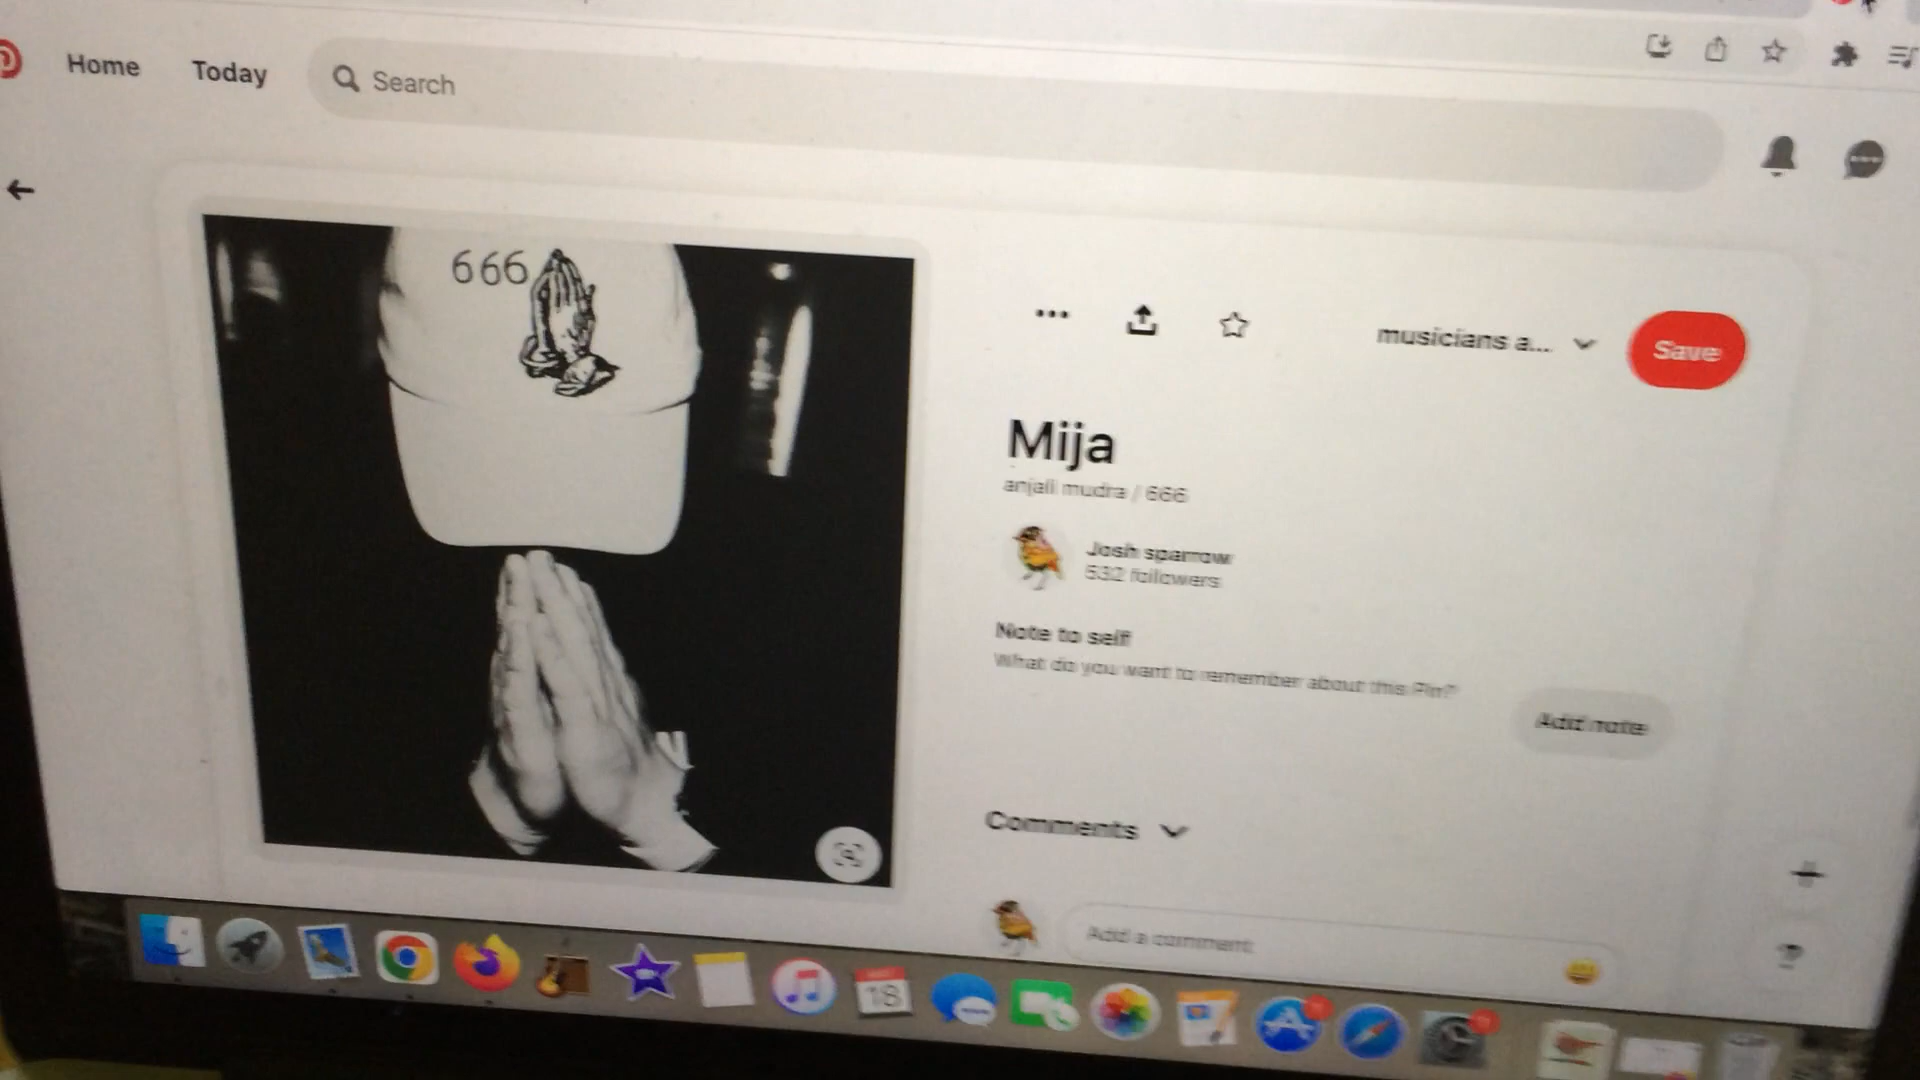 Home
Today
Search
666
musicians a...
Save
Mija
anjali mudra / 666
Josh sparrow
532 followers
Note to self
What do you want to remember about this Pin?
Add note
Comments
Add a comment
18